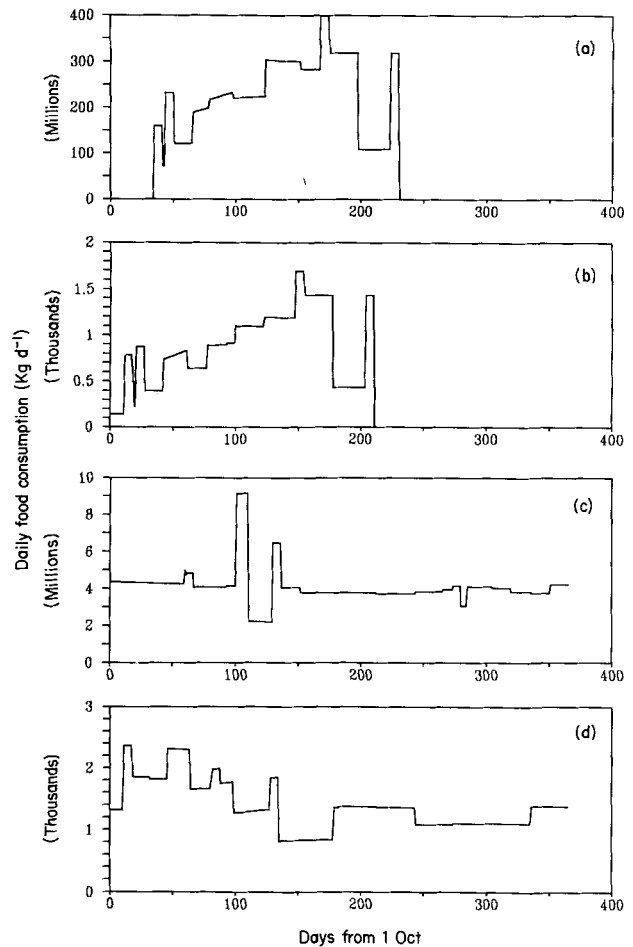 Daily food consumption (Kg d⁻¹)
(Millions)
400
300
200
100
0
(a)
0 100 200 300 400
(Thousands)
2
1.5
1
0.5
0
(b)
0 100 200 300 400
(Millions)
10
8
6
4
2
0
(c)
0 100 200 300 400
(Thousands)
3
2
1
0
(d)
0 100 200 300 400
Days from 1 Oct